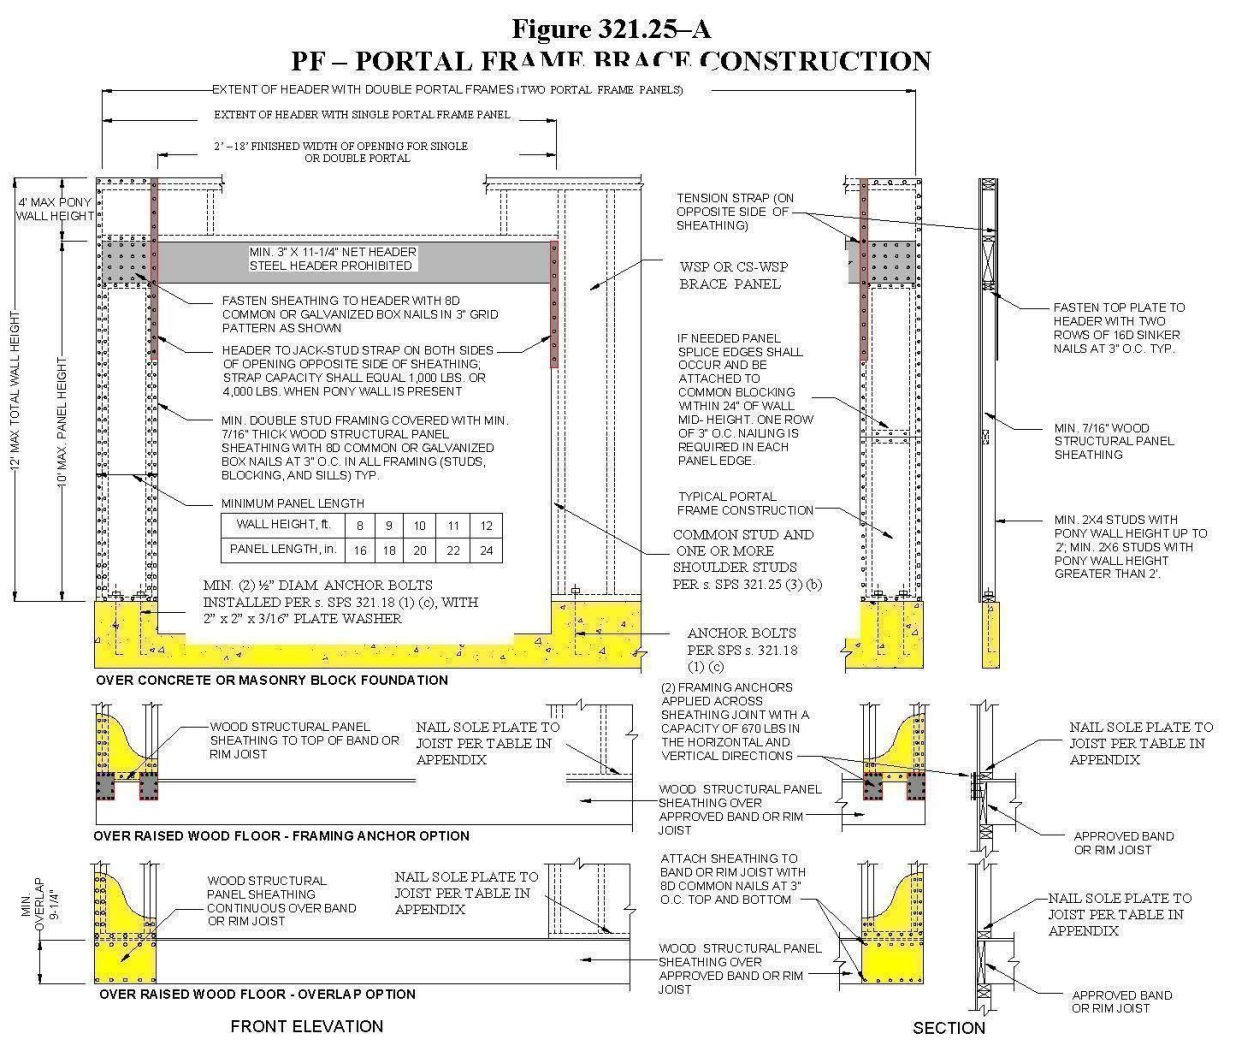 Figure 321.25–A
PF – PORTAL FRAME BRACE CONSTRUCTION
EXTENT OF HEADER WITH DOUBLE PORTAL FRAMES (TWO PORTAL FRAME PANELS)
EXTENT OF HEADER WITH SINGLE PORTAL FRAME PANEL
2' –18' FINISHED WIDTH OF OPENING FOR SINGLE
OR DOUBLE PORTAL
4' MAX PONY
WALL HEIGHT
12' MAX. TOTAL WALL HEIGHT
10' MAX. PANEL HEIGHT
MIN. 3" X 11-1/4" NET HEADER
STEEL HEADER PROHIBITED
FASTEN SHEATHING TO HEADER WITH 8D
COMMON OR GALVANIZED BOX NAILS IN 3" GRID
PATTERN AS SHOWN
HEADER TO JACK-STUD STRAP ON BOTH SIDES
OF OPENING OPPOSITE SIDE OF SHEATHING;
STRAP CAPACITY SHALL EQUAL 1,000 LBS. OR
4,000 LBS. WHEN PONY WALL IS PRESENT
MIN. DOUBLE STUD FRAMING COVERED WITH MIN.
7/16" THICK WOOD STRUCTURAL PANEL
SHEATHING WITH 8D COMMON OR GALVANIZED
BOX NAILS AT 3" O.C. IN ALL FRAMING (STUDS,
BLOCKING, AND SILLS) TYP.
MINIMUM PANEL LENGTH
WALL HEIGHT, ft. 8 9 10 11 12
PANEL LENGTH, in. 16 18 20 22 24
MIN. (2) ½" DIAM. ANCHOR BOLTS
INSTALLED PER s. SPS 321.18 (1) (c), WITH
2" x 2" x 3/16" PLATE WASHER
TENSION STRAP (ON
OPPOSITE SIDE OF
SHEATHING)
WSP OR CS-WSP
BRACE PANEL
IF NEEDED PANEL
SPLICE EDGES SHALL
OCCUR AND BE
ATTACHED TO
COMMON BLOCKING
WITHIN 24" OF WALL
MID- HEIGHT. ONE ROW
OF 3" O.C. NAILING IS
REQUIRED IN EACH
PANEL EDGE.
TYPICAL PORTAL
FRAME CONSTRUCTION
COMMON STUD AND
ONE OR MORE
SHOULDER STUDS
PER s. SPS 321.25 (3) (b)
ANCHOR BOLTS
PER SPS s. 321.18
(1) (c)
FASTEN TOP PLATE TO
HEADER WITH TWO
ROWS OF 16D SINKER
NAILS AT 3" O.C. TYP.
MIN. 7/16" WOOD
STRUCTURAL PANEL
SHEATHING
MIN. 2X4 STUDS WITH
PONY WALL HEIGHT UP TO
2'; MIN. 2X6 STUDS WITH
PONY WALL HEIGHT
GREATER THAN 2'.
OVER CONCRETE OR MASONRY BLOCK FOUNDATION
WOOD STRUCTURAL PANEL
SHEATHING TO TOP OF BAND OR
RIM JOIST
NAIL SOLE PLATE TO
JOIST PER TABLE IN
APPENDIX
(2) FRAMING ANCHORS
APPLIED ACROSS
SHEATHING JOINT WITH A
CAPACITY OF 670 LBS IN
THE HORIZONTAL AND
VERTICAL DIRECTIONS
WOOD STRUCTURAL PANEL
SHEATHING OVER
APPROVED BAND OR RIM
JOIST
NAIL SOLE PLATE TO
JOIST PER TABLE IN
APPENDIX
APPROVED BAND
OR RIM JOIST
OVER RAISED WOOD FLOOR - FRAMING ANCHOR OPTION
MIN.
OVERLAP
9-1/4"
WOOD STRUCTURAL
PANEL SHEATHING
CONTINUOUS OVER BAND
OR RIM JOIST
NAIL SOLE PLATE TO
JOIST PER TABLE IN
APPENDIX
ATTACH SHEATHING TO
BAND OR RIM JOIST WITH
8D COMMON NAILS AT 3"
O.C. TOP AND BOTTOM
WOOD STRUCTURAL PANEL
SHEATHING OVER
APPROVED BAND OR RIM
JOIST
NAIL SOLE PLATE TO
JOIST PER TABLE IN
APPENDIX
APPROVED BAND
OR RIM JOIST
OVER RAISED WOOD FLOOR - OVERLAP OPTION
FRONT ELEVATION
SECTION